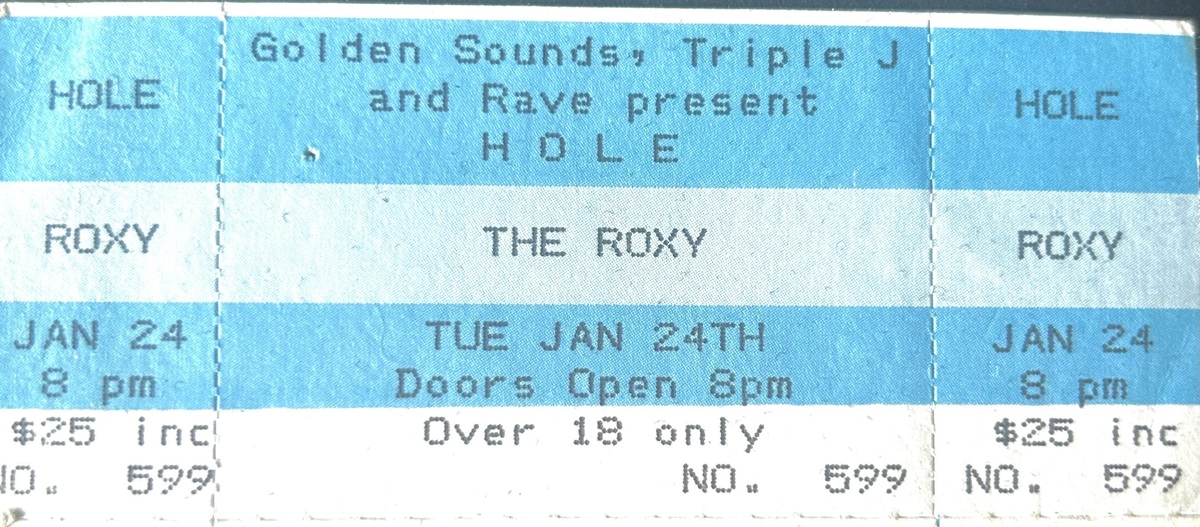 HOLE
ROXY
JAN 24
8 pm
$25 inc
NO. 599
Golden Sounds, Triple J
and Rave present
H O L E
THE ROXY
TUE JAN 24TH
Doors Open 8pm
Over 18 only
NO. 599
HOLE
ROXY
JAN 24
8 pm
$25 inc
NO. 599